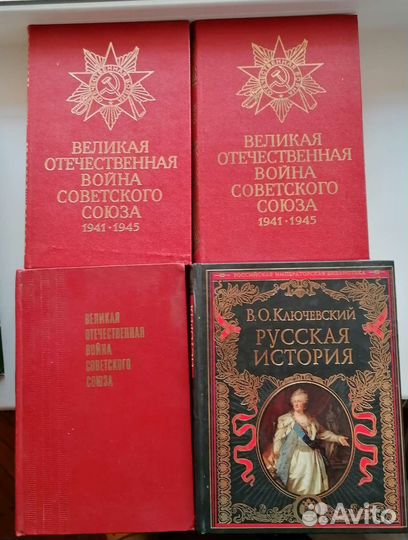 ВЕЛИКАЯ
ОТЕЧЕСТВЕННАЯ
ВОЙНА
СОВЕТСКОГО
СОЮЗА
1941·1945
ВЕЛИКАЯ
ОТЕЧЕСТВЕННАЯ
ВОЙНА
СОВЕТСКОГО
СОЮЗА
1941·1945
ВЕЛИКАЯ
ОТЕЧЕСТВЕННАЯ
ВОЙНА
СОВЕТСКОГО
СОЮЗА
РОССИЙСКАЯ ИМПЕРАТОРСКАЯ БИБЛИОТЕКА
В.О. КЛЮЧЕВСКИЙ
РУССКАЯ
ИСТОРИЯ
Avito